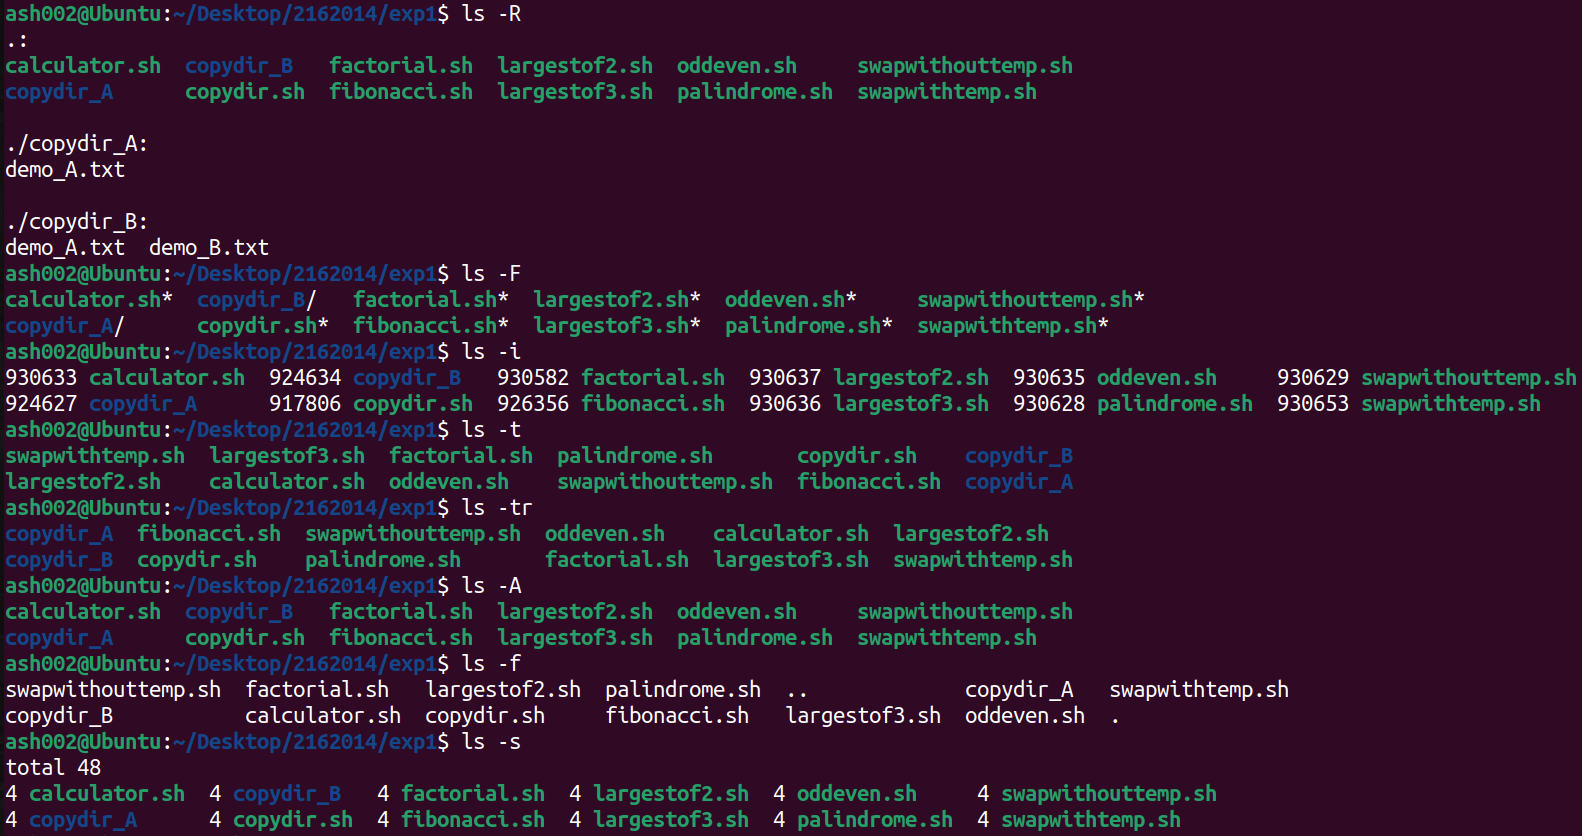 ash002@Ubuntu:~/Desktop/2162014/exp1$ ls -R
.:
calculator.sh  copydir_B   factorial.sh  largestof2.sh  oddeven.sh     swapwithouttemp.sh
copydir_A      copydir.sh  fibonacci.sh  largestof3.sh  palindrome.sh  swapwithtemp.sh

./copydir_A:
demo_A.txt

./copydir_B:
demo_A.txt  demo_B.txt
ash002@Ubuntu:~/Desktop/2162014/exp1$ ls -F
calculator.sh*  copydir_B/   factorial.sh*  largestof2.sh*  oddeven.sh*     swapwithouttemp.sh*
copydir_A/      copydir.sh*  fibonacci.sh*  largestof3.sh*  palindrome.sh*  swapwithtemp.sh*
ash002@Ubuntu:~/Desktop/2162014/exp1$ ls -i
930633 calculator.sh  924634 copydir_B   930582 factorial.sh  930637 largestof2.sh  930635 oddeven.sh     930629 swapwithouttemp.sh
924627 copydir_A      917806 copydir.sh  926356 fibonacci.sh  930636 largestof3.sh  930628 palindrome.sh  930653 swapwithtemp.sh
ash002@Ubuntu:~/Desktop/2162014/exp1$ ls -t
swapwithtemp.sh  largestof3.sh  factorial.sh  palindrome.sh       copydir.sh    copydir_B
largestof2.sh    calculator.sh  oddeven.sh    swapwithouttemp.sh  fibonacci.sh  copydir_A
ash002@Ubuntu:~/Desktop/2162014/exp1$ ls -tr
copydir_A  fibonacci.sh  swapwithouttemp.sh  oddeven.sh    calculator.sh  largestof2.sh
copydir_B  copydir.sh    palindrome.sh       factorial.sh  largestof3.sh  swapwithtemp.sh
ash002@Ubuntu:~/Desktop/2162014/exp1$ ls -A
calculator.sh  copydir_B   factorial.sh  largestof2.sh  oddeven.sh     swapwithouttemp.sh
copydir_A      copydir.sh  fibonacci.sh  largestof3.sh  palindrome.sh  swapwithtemp.sh
ash002@Ubuntu:~/Desktop/2162014/exp1$ ls -f
swapwithouttemp.sh  factorial.sh   largestof2.sh  palindrome.sh  ..             copydir_A   swapwithtemp.sh
copydir_B           calculator.sh  copydir.sh     fibonacci.sh   largestof3.sh  oddeven.sh  .
ash002@Ubuntu:~/Desktop/2162014/exp1$ ls -s
total 48
4 calculator.sh  4 copydir_B   4 factorial.sh  4 largestof2.sh  4 oddeven.sh     4 swapwithouttemp.sh
4 copydir_A      4 copydir.sh  4 fibonacci.sh  4 largestof3.sh  4 palindrome.sh  4 swapwithtemp.sh